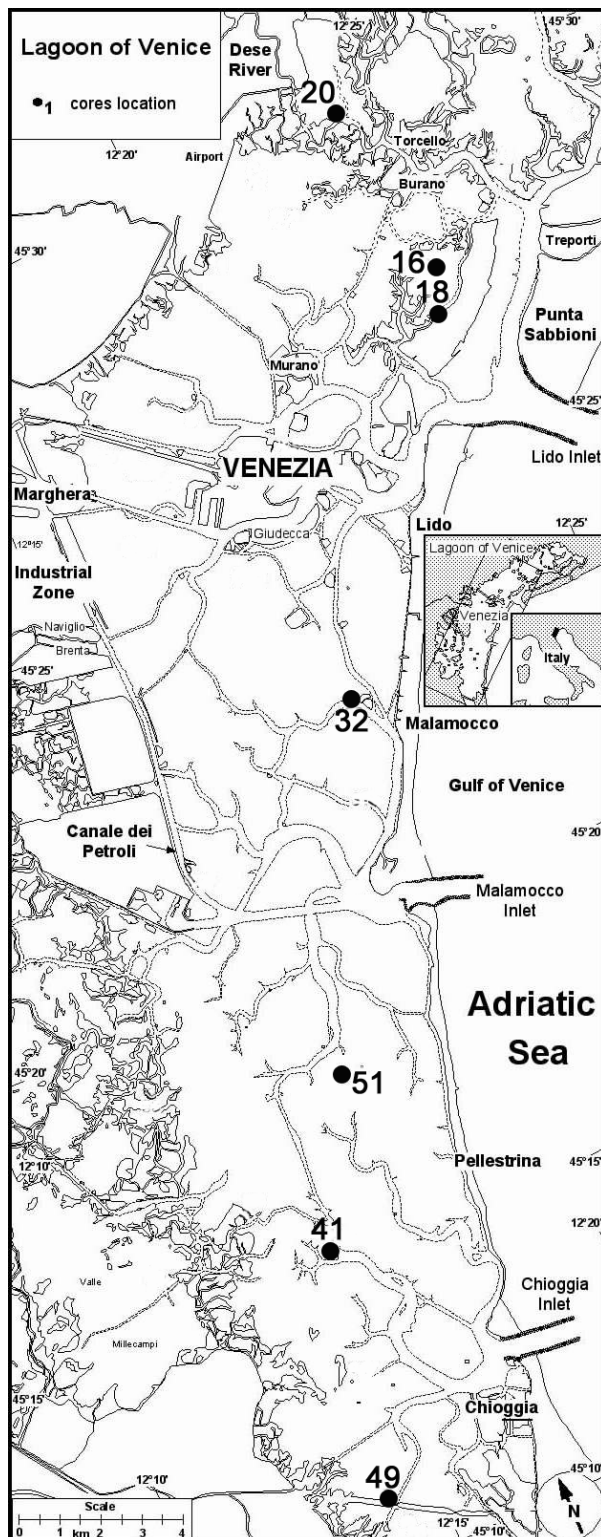 Lagoon of Venice
1 cores location
Dese
River
12°25'
45°30'
20
12°20'
Airport
Torcello
Burano
45°30'
Treporti
16
18
Punta
Sabbioni
Murano
45°25'
Lido Inlet
VENEZIA
Marghera
Lido
12°25'
12°15'
Giudecca
Lagoon of Venice
Venezia
Italy
Industrial
Zone
Naviglio
Brenta
45°25'
32
Malamocco
Gulf of Venice
45°20'
Canale dei
Petroli
Malamocco
Inlet
Adriatic
Sea
45°20'
51
12°10'
Pellestrina
45°15'
12°20'
41
Valle
Chioggia
Inlet
Millecampi
45°15'
Chioggia
12°10'
49
45°10'
12°15'
45°10'
N
Scale
0 1 km 2 3 4